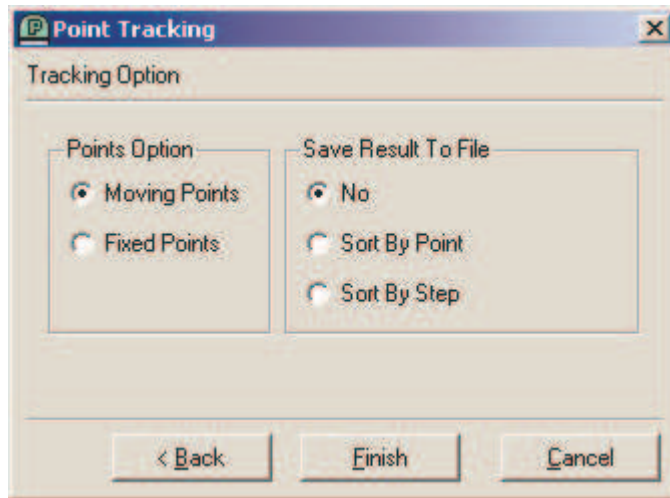 P Point Tracking
Tracking Option
Points Option
Moving Points
Fixed Points
Save Result To File
No
Sort By Point
Sort By Step
< Back
Finish
Cancel